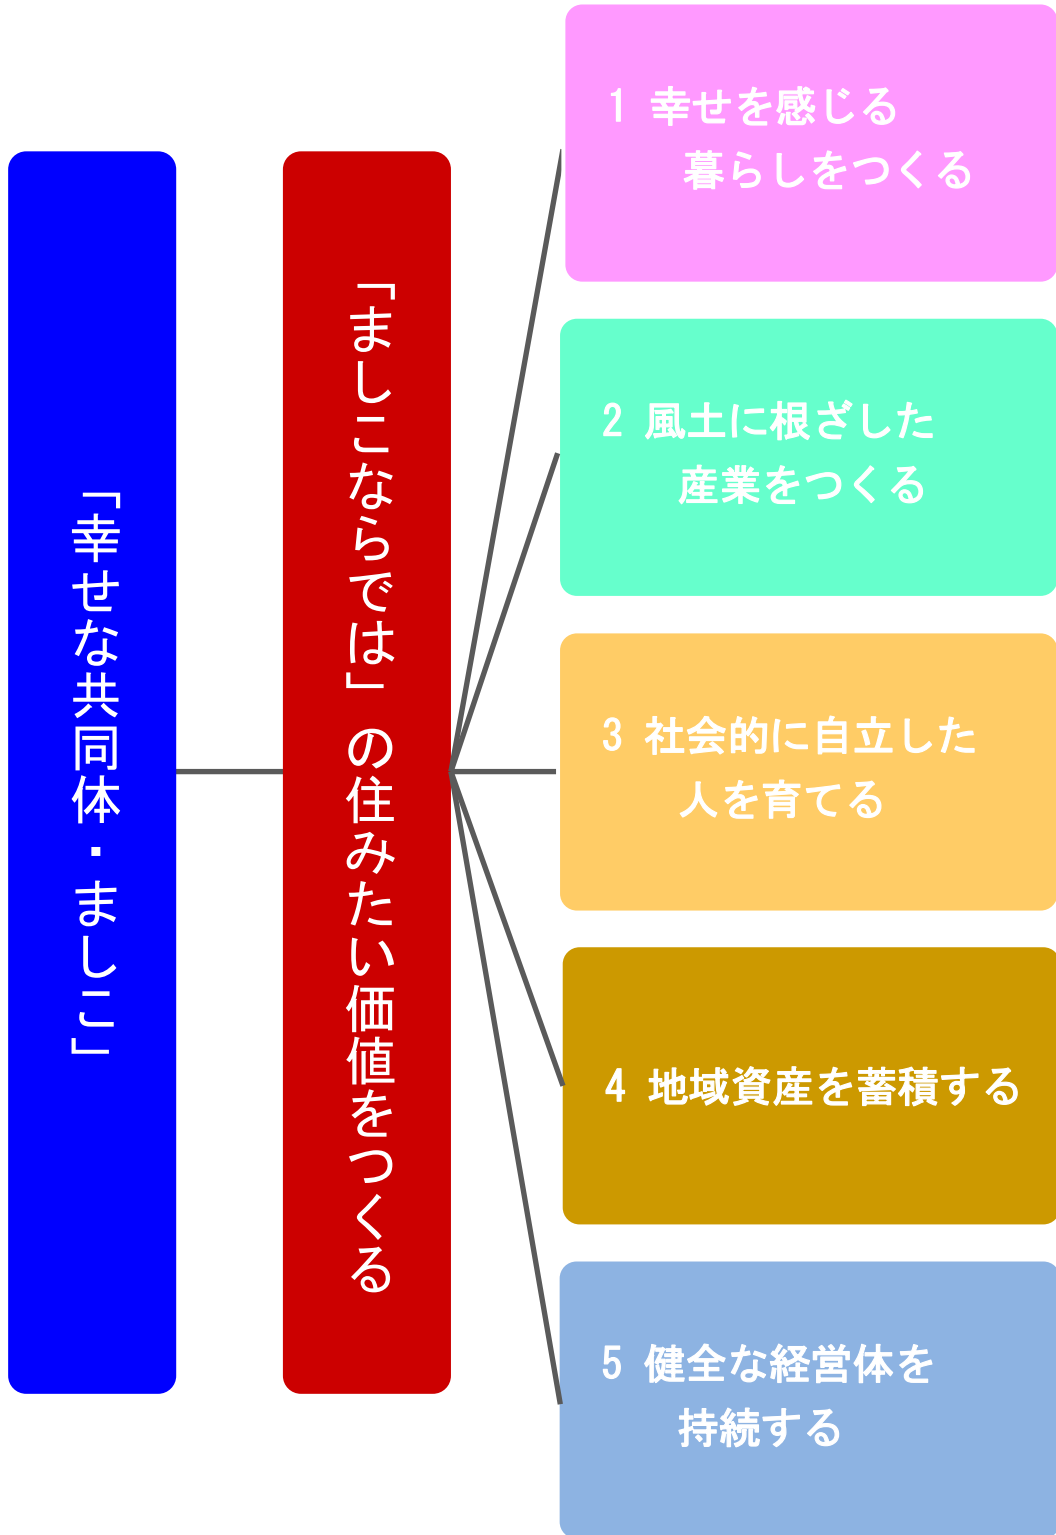 「幸せな共同体・ましこ」
「ましこならでは」の住みたい価値をつくる
1 幸せを感じる
暮らしをつくる
2 風土に根ざした
産業をつくる
3 社会的に自立した
人を育てる
4 地域資産を蓄積する
5 健全な経営体を
持続する